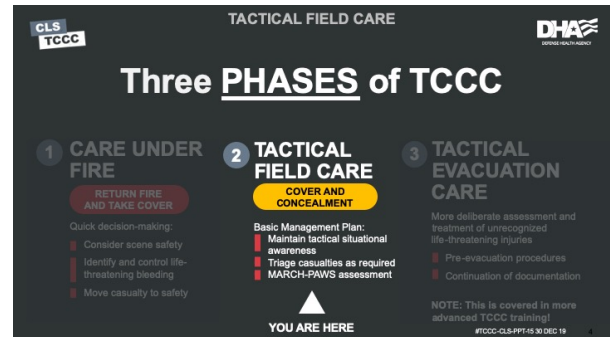 CLS
TCCC
TACTICAL FIELD CARE
DHA
DEFENSE HEALTH AGENCY
Three PHASES of TCCC
1 CARE UNDER
FIRE
RETURN FIRE
AND TAKE COVER
Quick decision-making:
Consider scene safety
Identify and control life-
threatening bleeding
Move casualty to safety
2 TACTICAL
FIELD CARE
COVER AND
CONCEALMENT
Basic Management Plan:
Maintain tactical situational
awareness
Triage casualties as required
MARCH-PAWS assessment
YOU ARE HERE
3 TACTICAL
EVACUATION
CARE
More deliberate assessment and
treatment of unrecognized
life-threatening injuries
Pre-evacuation procedures
Continuation of documentation
NOTE: This is covered in more
advanced TCCC training!
#TCCC-CLS-PPT-15 30 DEC 19
4